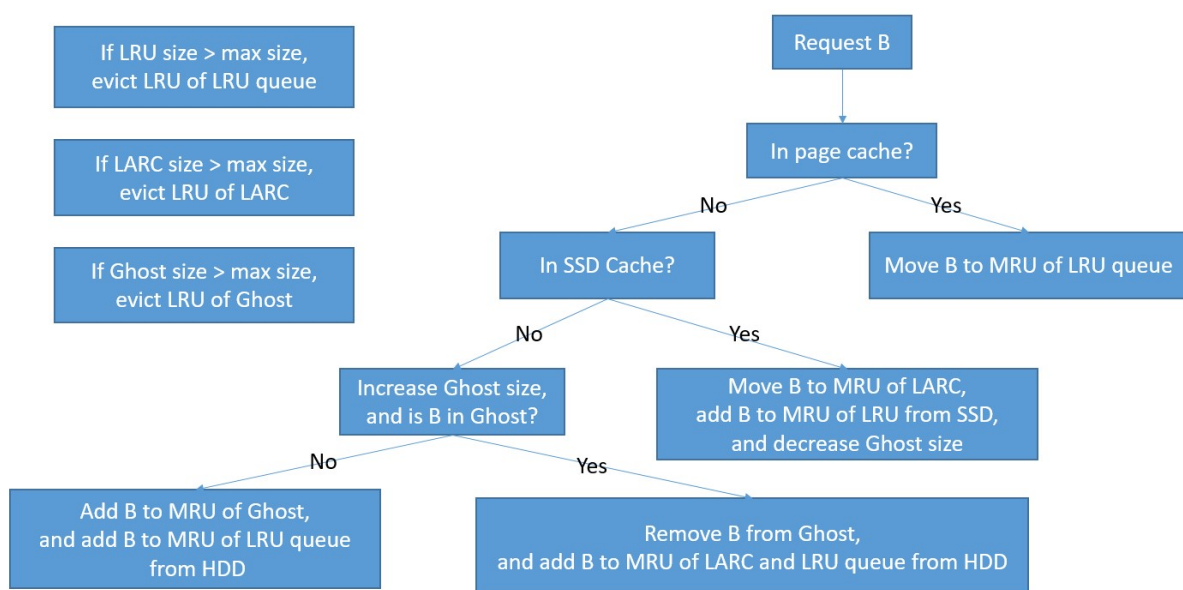 If LRU size > max size,
evict LRU of LRU queue
If LARC size > max size,
evict LRU of LARC
If Ghost size > max size,
evict LRU of Ghost
Request B
In page cache?
No
Yes
In SSD Cache?
Move B to MRU of LRU queue
No
Yes
Increase Ghost size,
and is B in Ghost?
Move B to MRU of LARC,
add B to MRU of LRU from SSD,
and decrease Ghost size
No
Yes
Add B to MRU of Ghost,
and add B to MRU of LRU queue
from HDD
Remove B from Ghost,
and add B to MRU of LARC and LRU queue from HDD